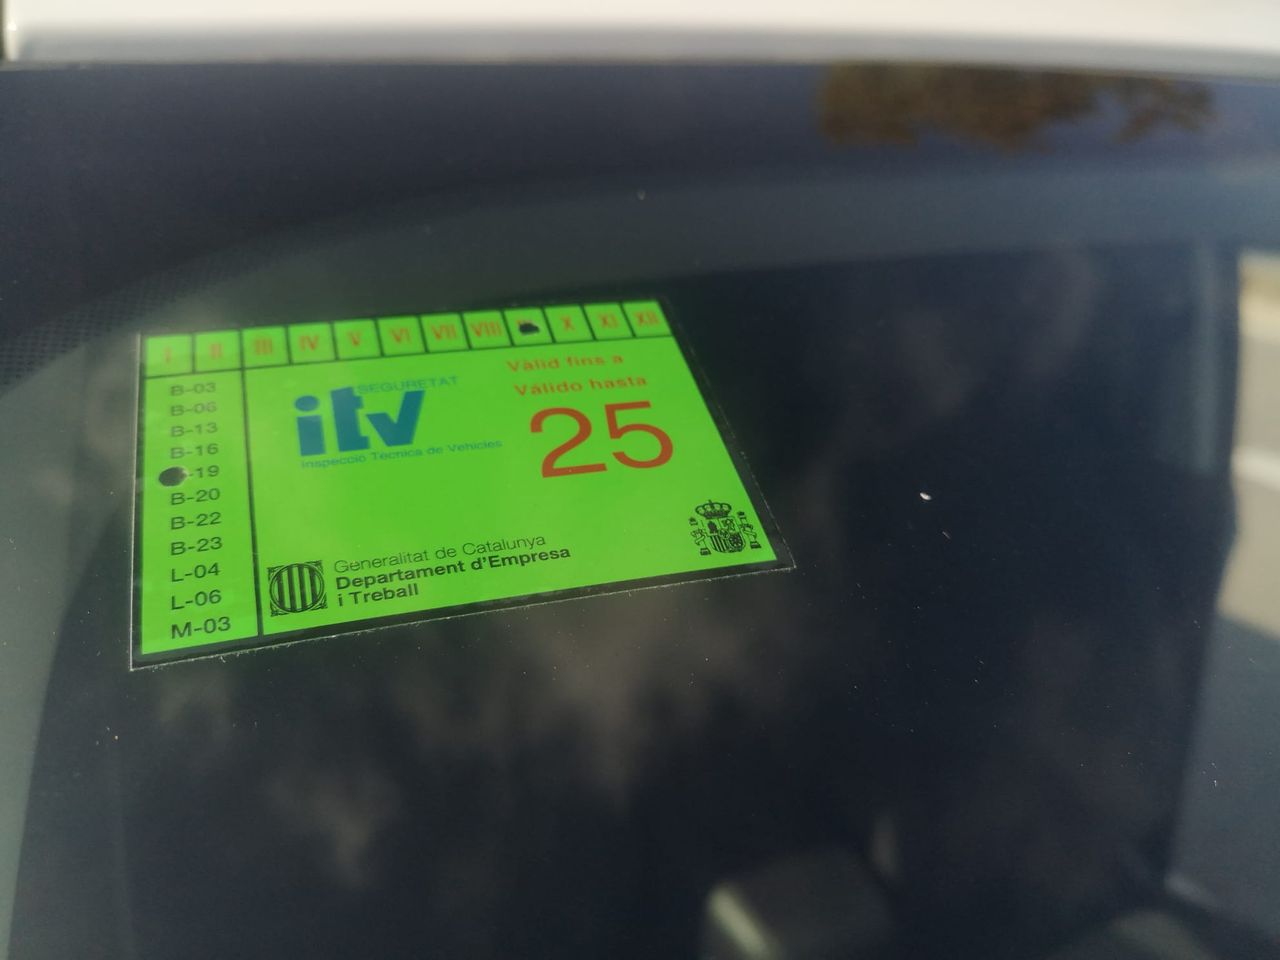 I II III IV V VI VII VIII X XI XII
B-03
B-06
B-13
B-16
-19
B-20
B-22
B-23
L-04
L-06
M-03
SEGURETAT
itv
Inspecció Tècnica de Vehicles
Vàlid fins a
Válido hasta
25
Generalitat de Catalunya
Departament d'Empresa
i Treball